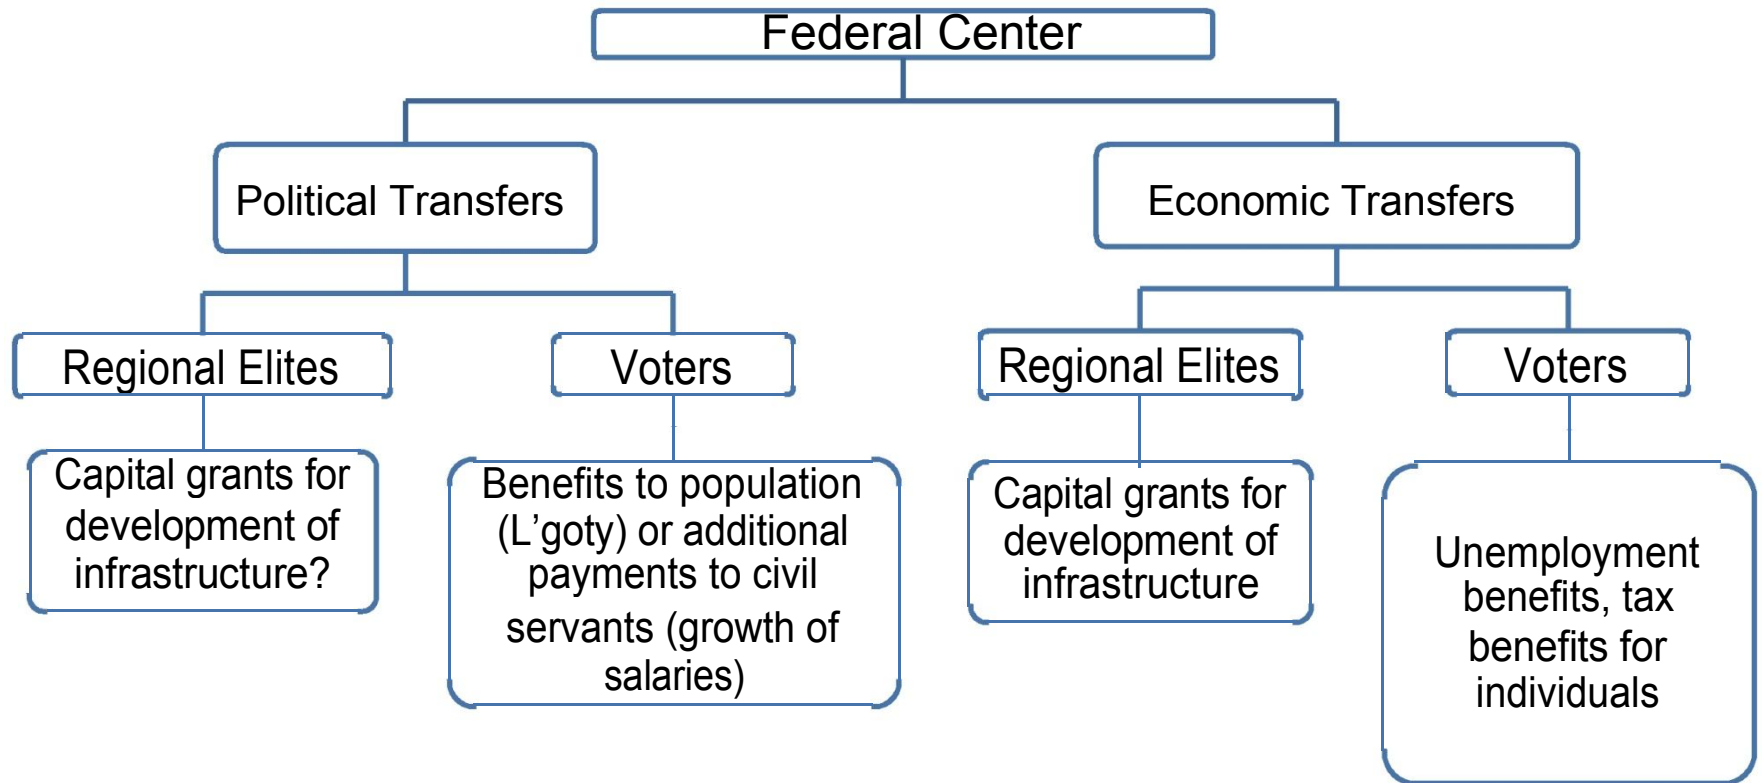 Federal Center
Political Transfers
Economic Transfers
Regional Elites
Voters
Regional Elites
Voters
Capital grants for
development of
infrastructure?
Benefits to population
(L’goty) or additional
payments to civil
servants (growth of
salaries)
Capital grants for
development of
infrastructure
Unemployment
benefits, tax
benefits for
individuals